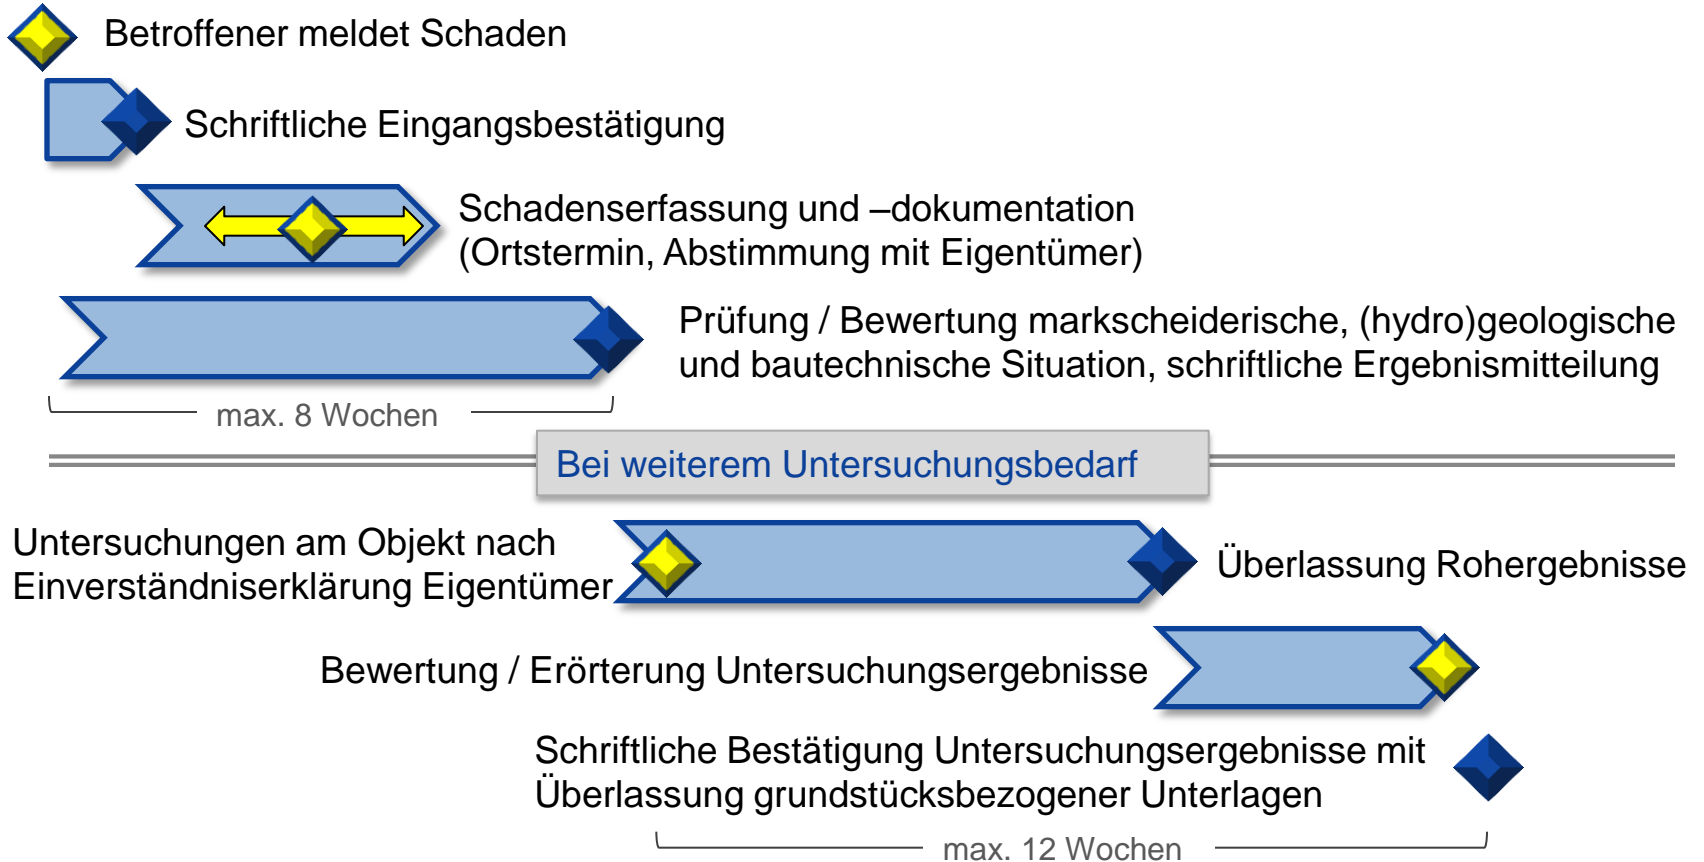 Betroffener meldet Schaden
Schriftliche Eingangsbestätigung
Schadenserfassung und –dokumentation
(Ortstermin, Abstimmung mit Eigentümer)
Prüfung / Bewertung markscheiderische, (hydro)geologische
und bautechnische Situation, schriftliche Ergebnismitteilung
max. 8 Wochen
Bei weiterem Untersuchungsbedarf
Untersuchungen am Objekt nach
Einverständniserklärung Eigentümer
Überlassung Rohergebnisse
Bewertung / Erörterung Untersuchungsergebnisse
Schriftliche Bestätigung Untersuchungsergebnisse mit
Überlassung grundstücksbezogener Unterlagen
max. 12 Wochen